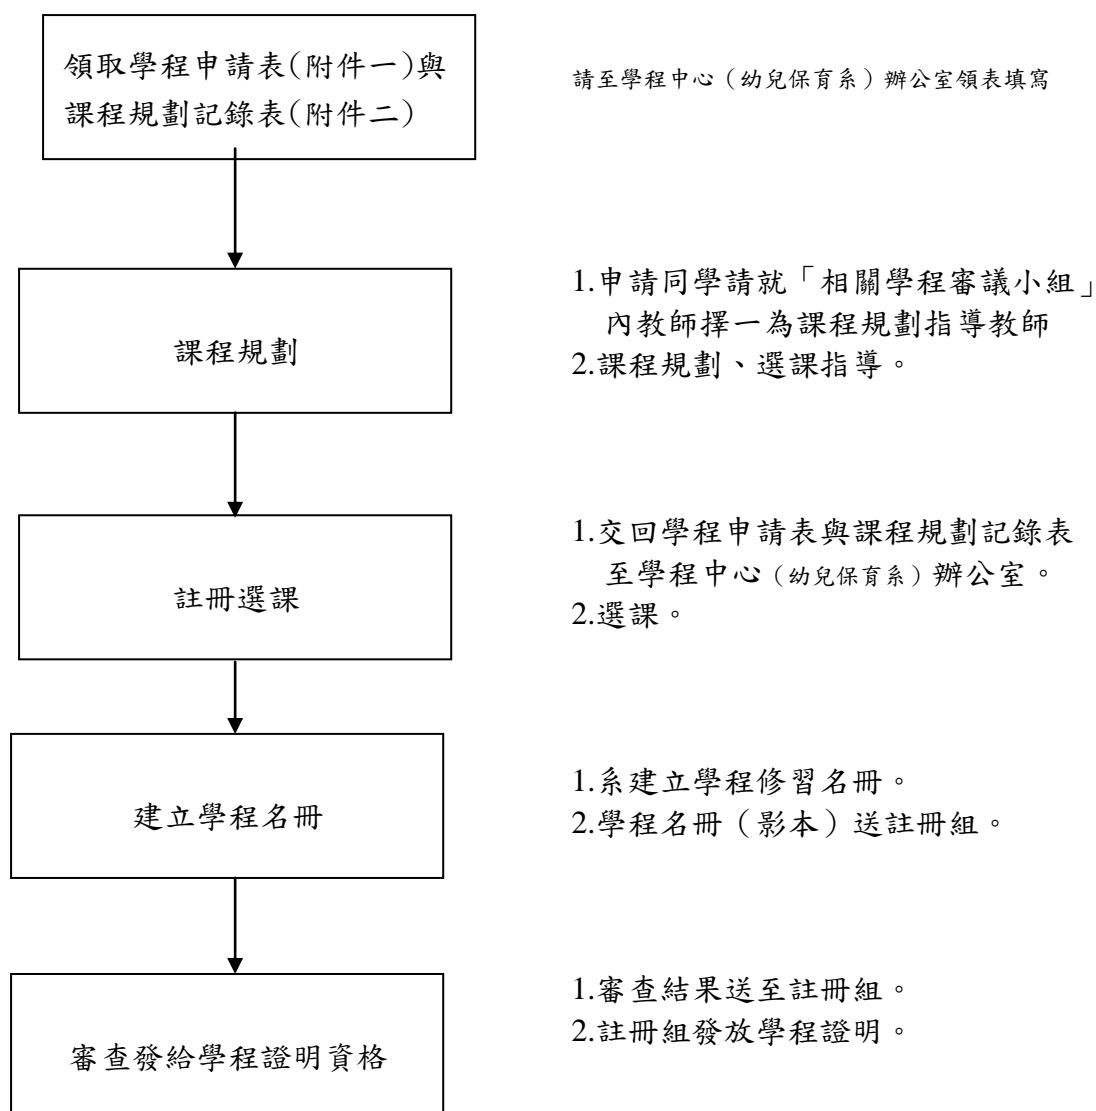 領取學程申請表(附件一)與
課程規劃記錄表(附件二)
請至學程中心（幼兒保育系）辦公室領表填寫
課程規劃
1.申請同學請就「相關學程審議小組」
內教師擇一為課程規劃指導教師
2.課程規劃、選課指導。
註冊選課
1.交回學程申請表與課程規劃記錄表
至學程中心（幼兒保育系）辦公室。
2.選課。
建立學程名冊
1.系建立學程修習名冊。
2.學程名冊（影本）送註冊組。
審查發給學程證明資格
1.審查結果送至註冊組。
2.註冊組發放學程證明。